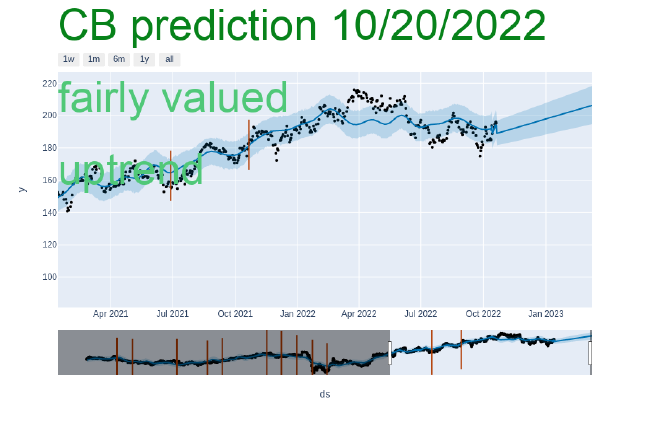 CB prediction 10/20/2022
1w 1m 6m 1y all
fairly valued
uptrend
220
200
180
160
140
120
100
y
Apr 2021 Jul 2021 Oct 2021 Jan 2022 Apr 2022 Jul 2022 Oct 2022 Jan 2023
ds